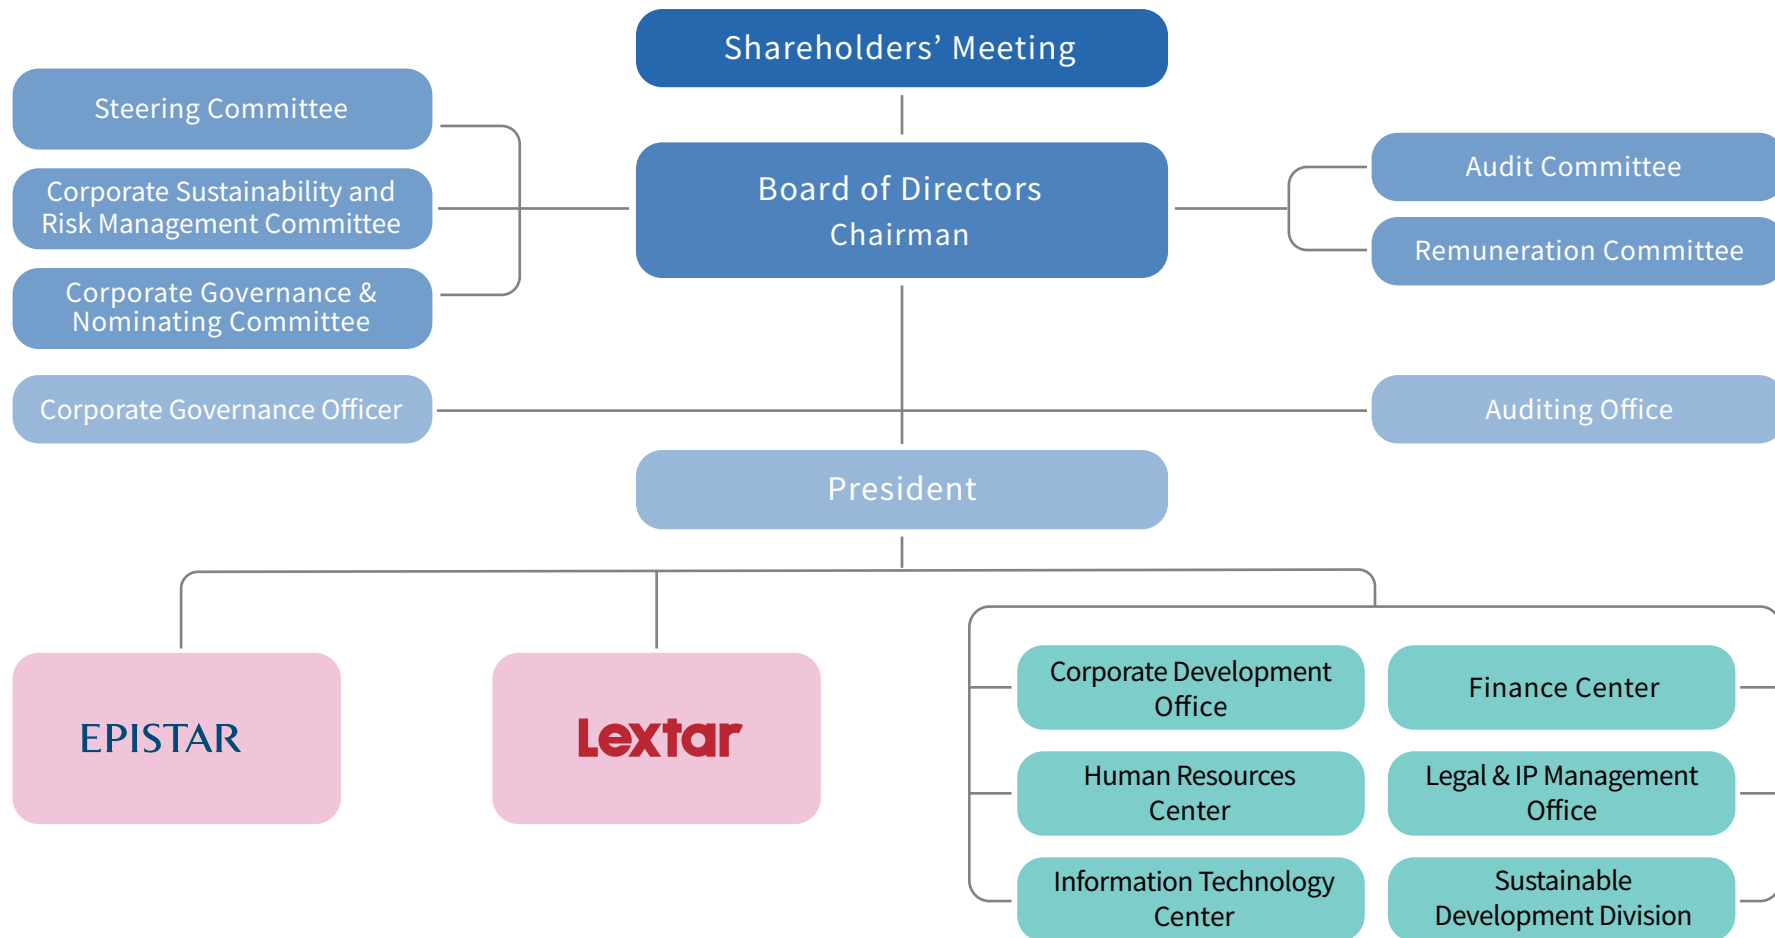 Shareholders’ Meeting
Steering Committee
Corporate Sustainability and
Risk Management Committee
Corporate Governance &
Nominating Committee
Board of Directors
Chairman
Audit Committee
Remuneration Committee
Corporate Governance Officer
Auditing Office
President
EPISTAR
Lextar
Corporate Development
Office
Finance Center
Human Resources
Center
Legal & IP Management
Office
Information Technology
Center
Sustainable
Development Division